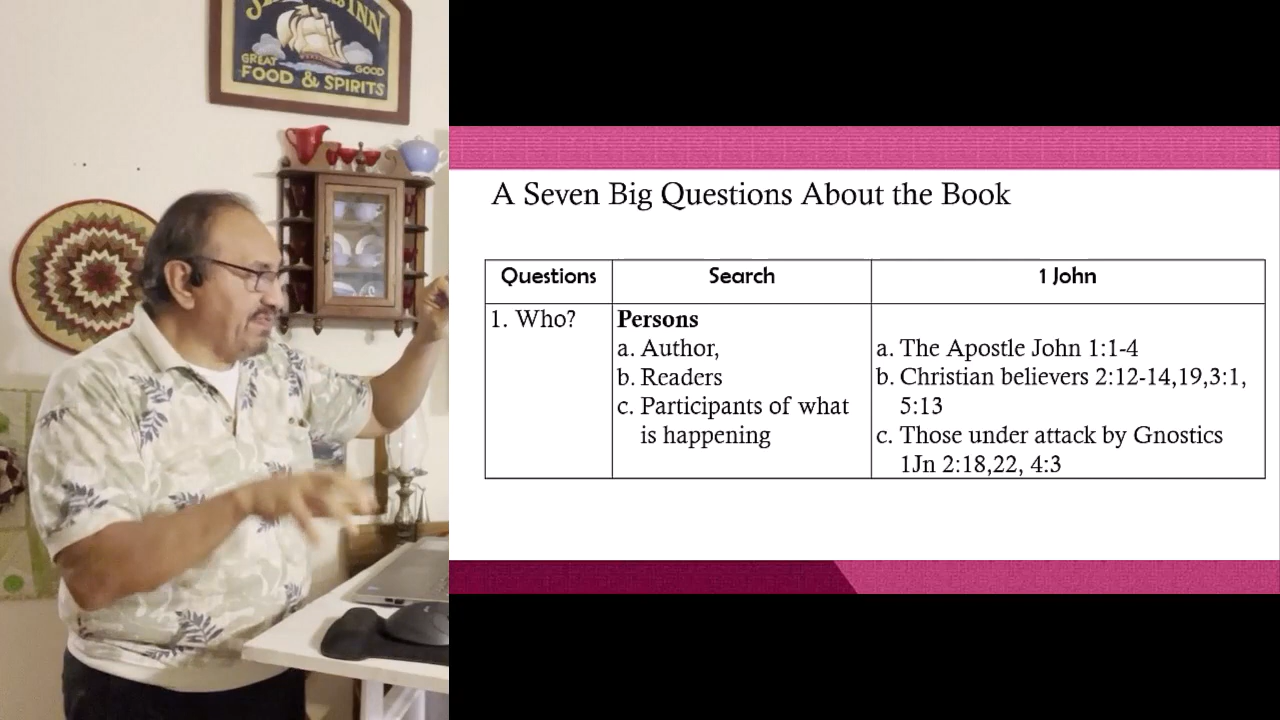 INN
GREAT GOOD
FOOD & SPIRITS
A Seven Big Questions About the Book
Questions Search 1 John
1. Who? Persons
a. Author, a. The Apostle John 1:1-4
b. Readers b. Christian believers 2:12-14,19,3:1,
c. Participants of what 5:13
is happening c. Those under attack by Gnostics
1Jn 2:18,22, 4:3